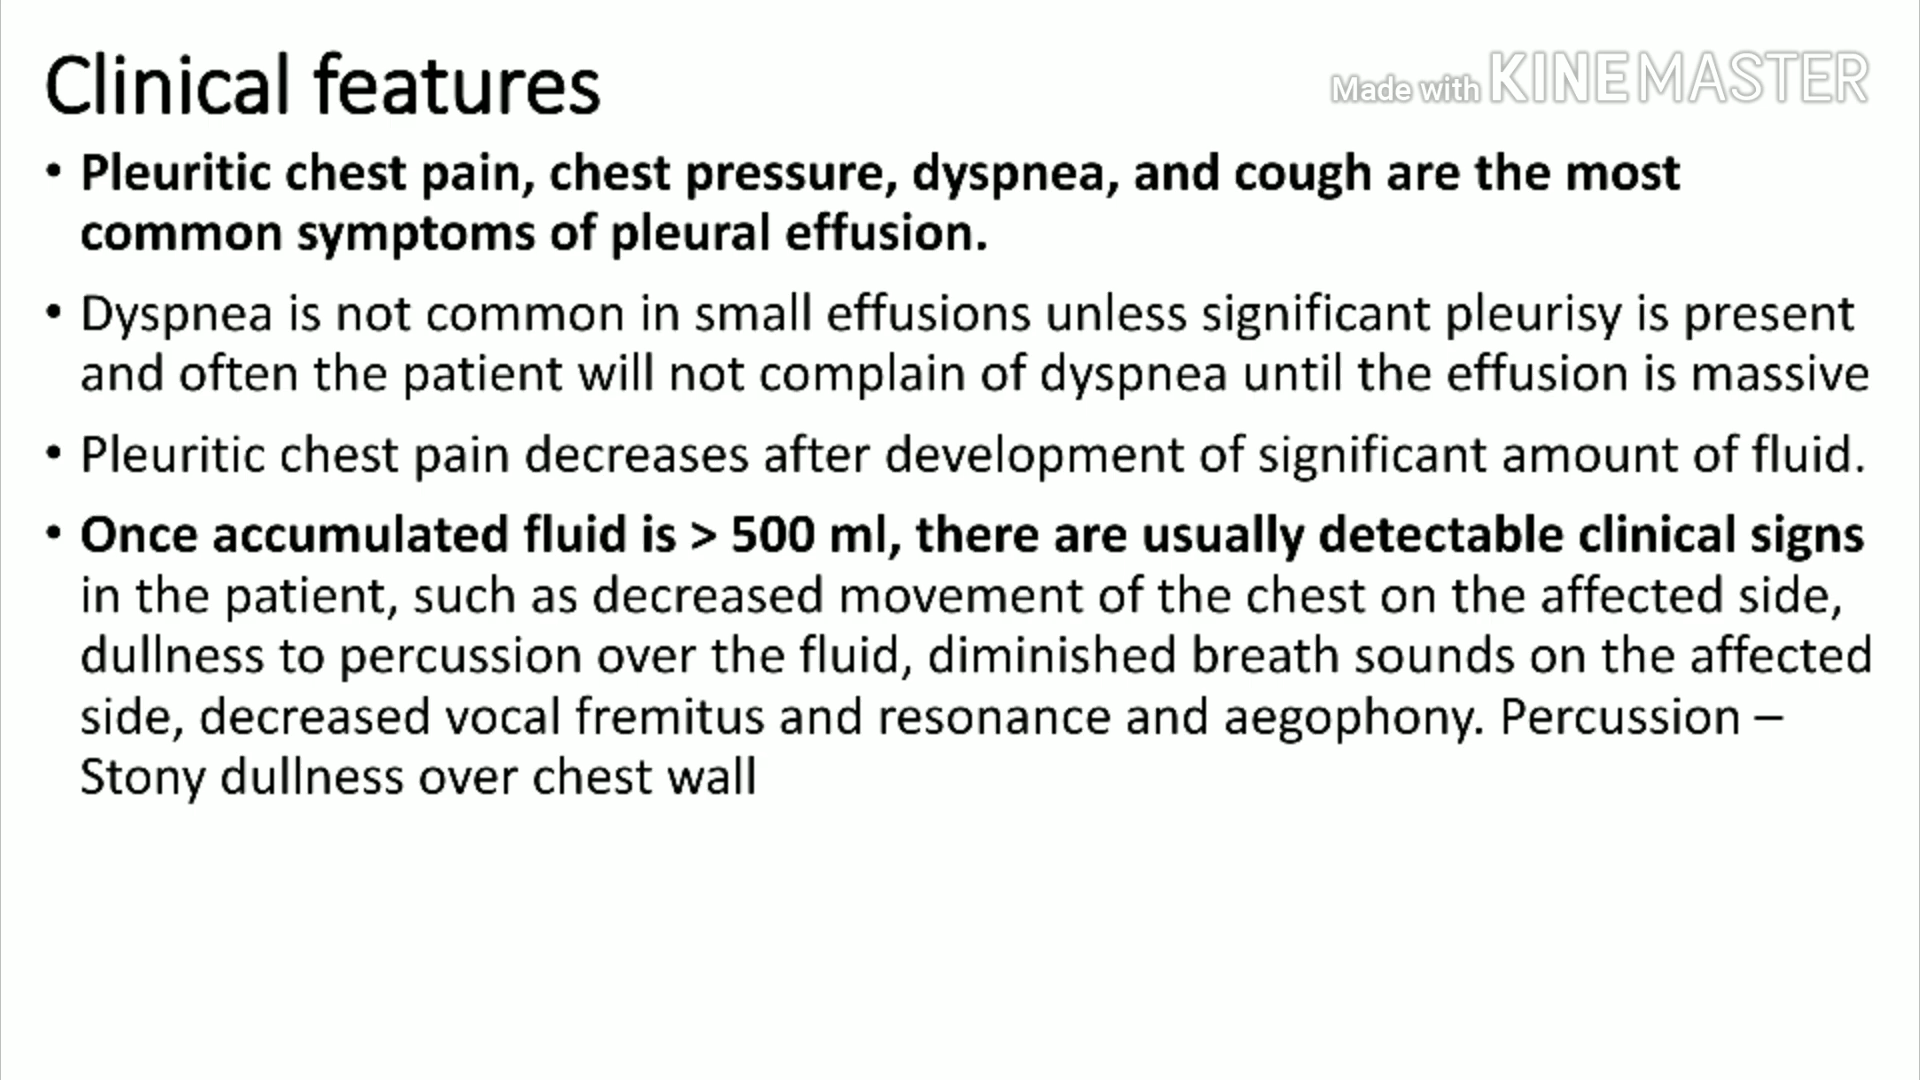 Clinical features
Made with KINEMASTER
• Pleuritic chest pain, chest pressure, dyspnea, and cough are the most
common symptoms of pleural effusion.
• Dyspnea is not common in small effusions unless significant pleurisy is present
and often the patient will not complain of dyspnea until the effusion is massive
• Pleuritic chest pain decreases after development of significant amount of fluid.
• Once accumulated fluid is > 500 ml, there are usually detectable clinical signs
in the patient, such as decreased movement of the chest on the affected side,
dullness to percussion over the fluid, diminished breath sounds on the affected
side, decreased vocal fremitus and resonance and aegophony. Percussion –
Stony dullness over chest wall